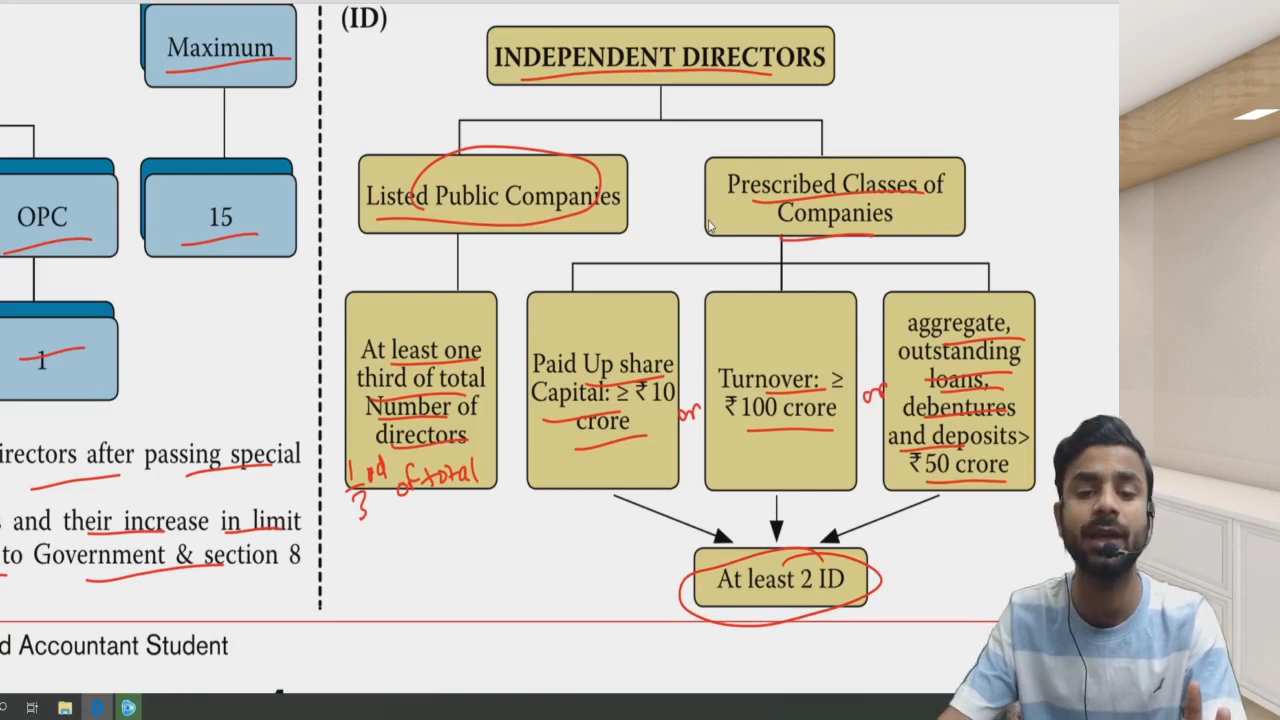 (ID)
Maximum
OPC
15
1
irectors after passing special
s and their increase in limit
to Government & section 8
INDEPENDENT DIRECTORS
Listed Public Companies
Prescribed Classes of
Companies
At least one
third of total
Number of
directors
1/3 rd of total
Paid Up share
Capital: ≥ ₹ 10
crore
or
Turnover: ≥
₹ 100 crore
or
aggregate,
outstanding
loans,
debentures
and deposits>
₹ 50 crore
At least 2 ID
d Accountant Student